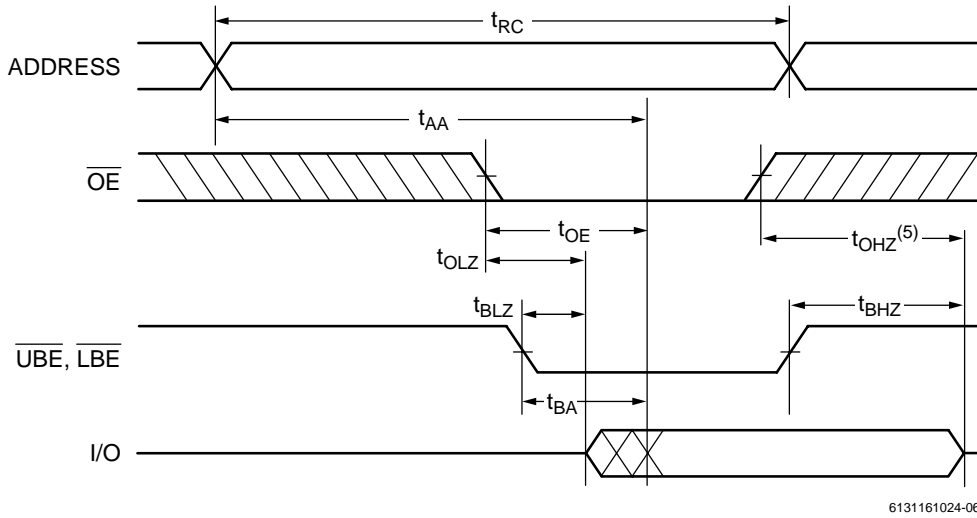 tRC
ADDRESS
tAA
OE
tOE
tOHZ(5)
tOLZ
tBLZ
tBHZ
UBE, LBE
tBA
I/O
6131161024-06